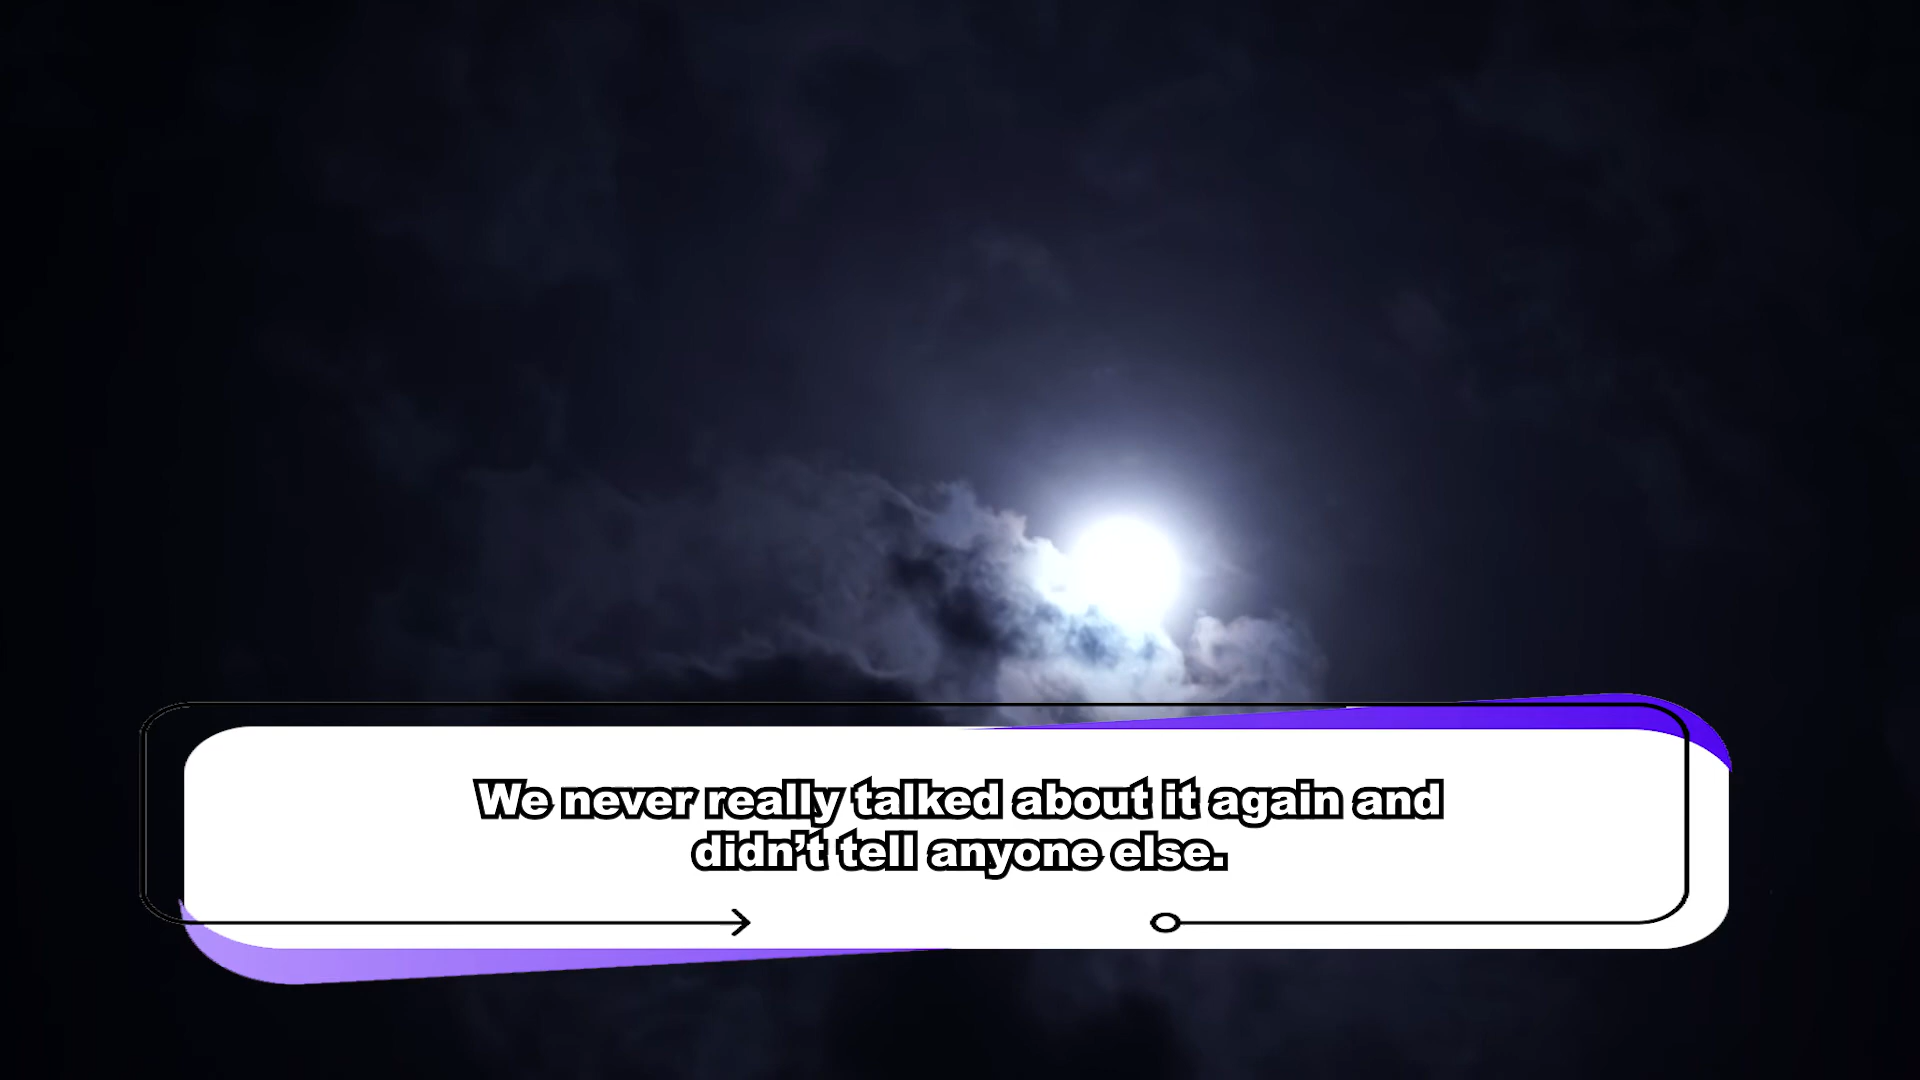 We never really talked about it again and
didn’t tell anyone else.